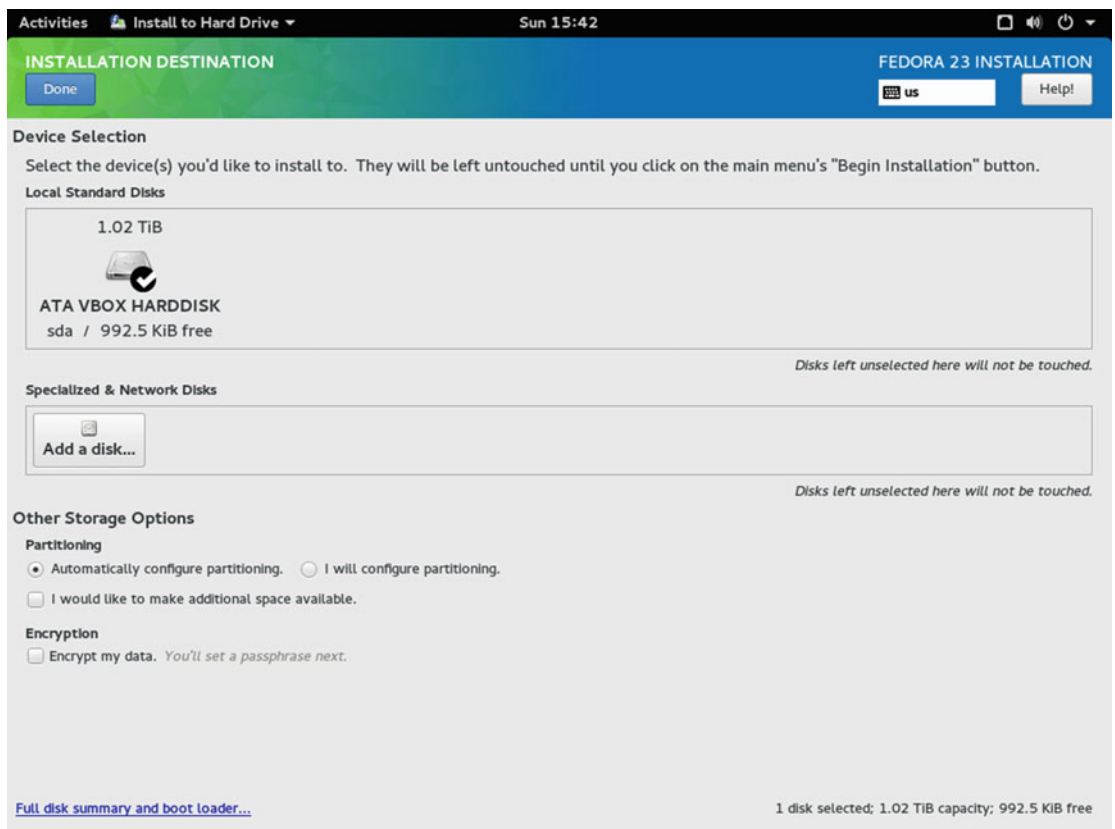 Activities Install to Hard Drive Sun 15:42
INSTALLATION DESTINATION FEDORA 23 INSTALLATION
Done us Help!
Device Selection
Select the device(s) you'd like to install to. They will be left untouched until you click on the main menu's "Begin Installation" button.
Local Standard Disks
1.02 TiB
ATA VBOX HARDDISK
sda / 992.5 KiB free
Disks left unselected here will not be touched.
Specialized & Network Disks
Add a disk...
Disks left unselected here will not be touched.
Other Storage Options
Partitioning
Automatically configure partitioning. I will configure partitioning.
I would like to make additional space available.
Encryption
Encrypt my data. You'll set a passphrase next.
Full disk summary and boot loader... 1 disk selected; 1.02 TiB capacity; 992.5 KiB free